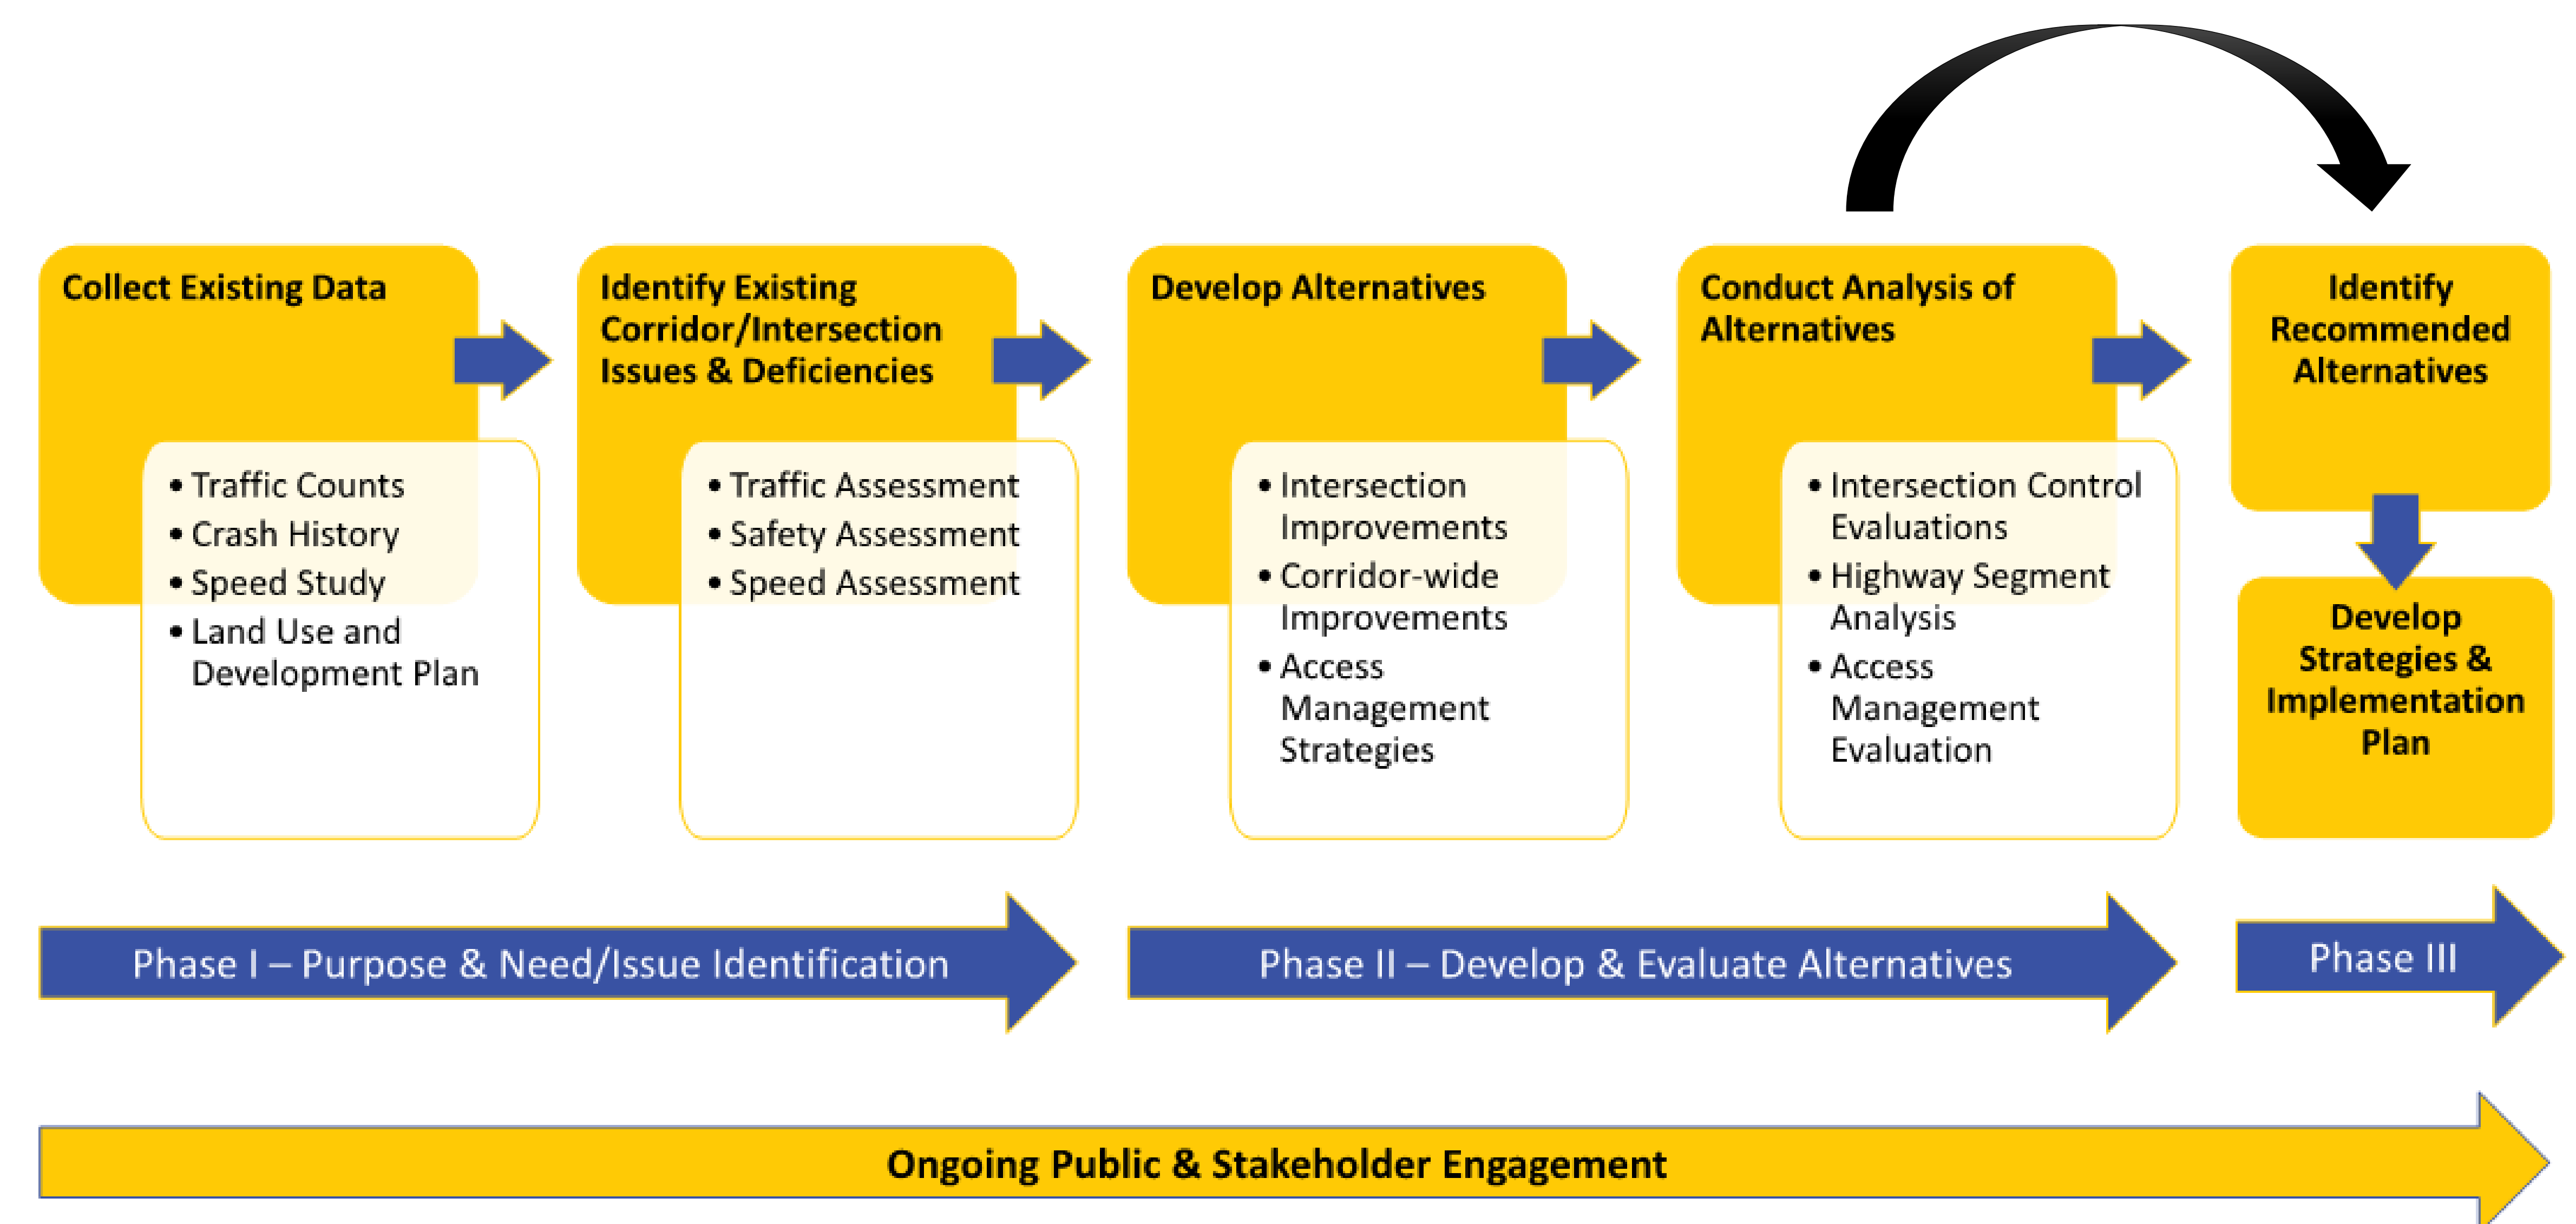 Collect Existing Data
• Traffic Counts
• Crash History
• Speed Study
• Land Use and
Development Plan
Identify Existing
Corridor/Intersection
Issues & Deficiencies
• Traffic Assessment
• Safety Assessment
• Speed Assessment
Develop Alternatives
• Intersection
Improvements
• Corridor-wide
Improvements
• Access
Management
Strategies
Conduct Analysis of
Alternatives
• Intersection Control
Evaluations
• Highway Segment
Analysis
• Access
Management
Evaluation
Identify
Recommended
Alternatives
Develop
Strategies &
Implementation
Plan
Phase I – Purpose & Need/Issue Identification
Phase II – Develop & Evaluate Alternatives
Phase III
Ongoing Public & Stakeholder Engagement